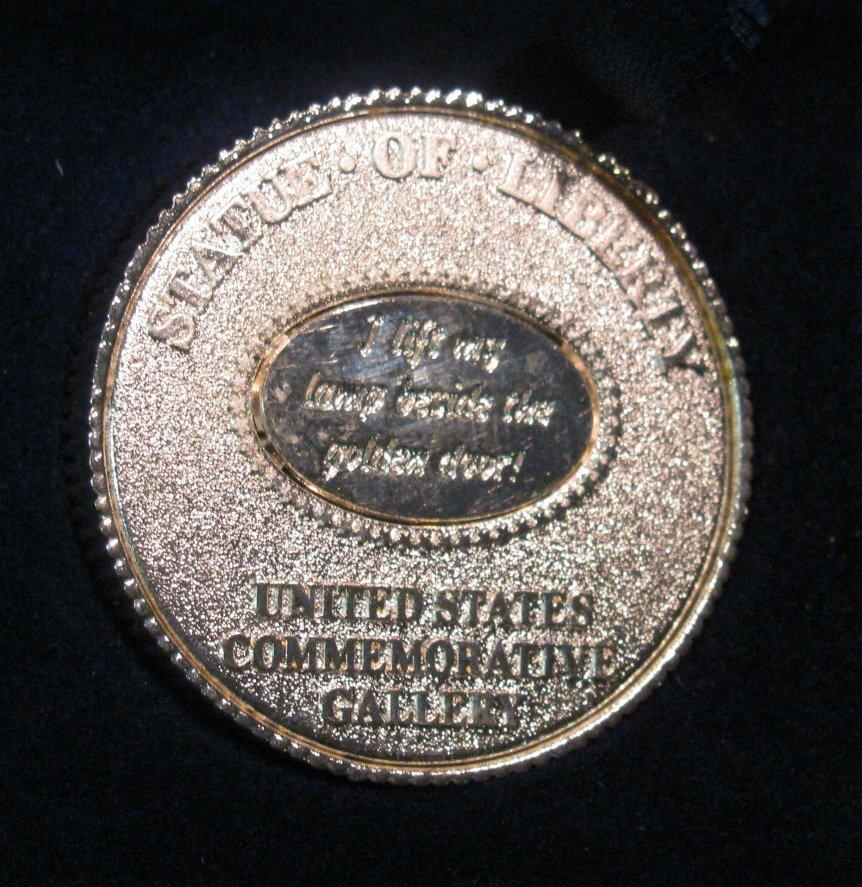 STATUE · OF · LIBERTY
I lift my
lamp beside the
golden door!
UNITED STATES
COMMEMORATIVE
GALLERY